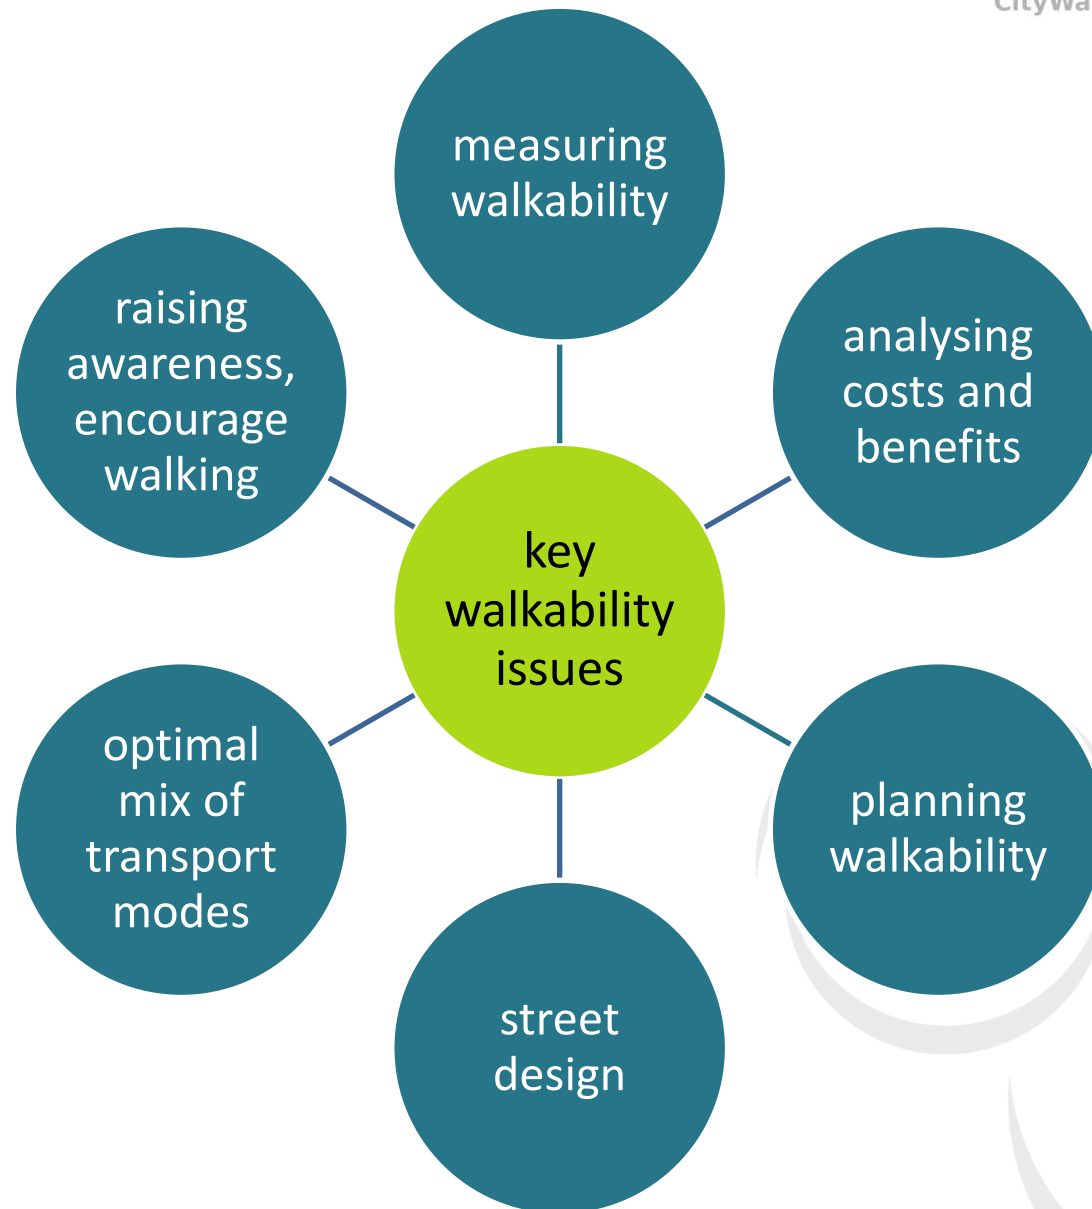 measuring
walkability
analysing
costs and
benefits
planning
walkability
street
design
optimal
mix of
transport
modes
raising
awareness,
encourage
walking
key
walkability
issues